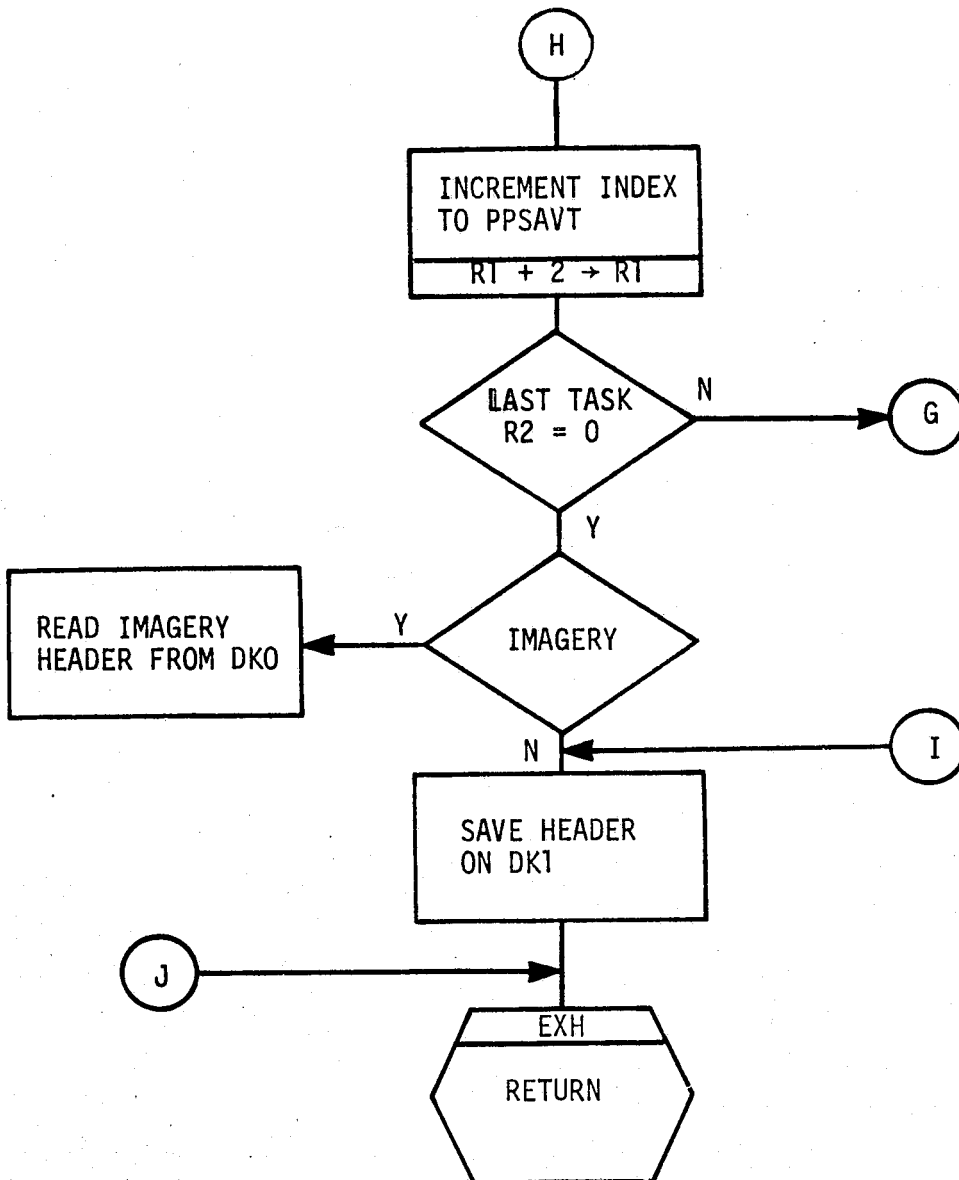 H
INCREMENT INDEX
TO PPSAVT
R1 + 2 → R1
LAST TASK
R2 = 0
N
G
Y
IMAGERY
Y
READ IMAGERY
HEADER FROM DK0
N
I
SAVE HEADER
ON DK1
J
EXH
RETURN